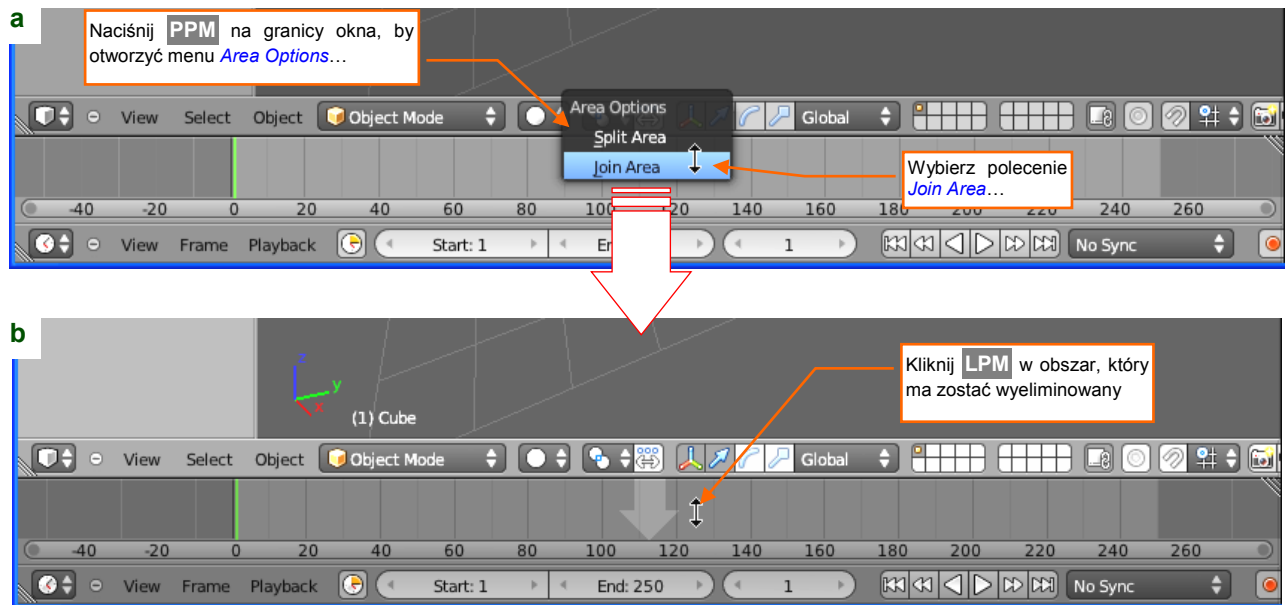 a
Naciśnij PPM na granicy okna, by
otworzyć menu Area Options…
Area Options
Split Area
Join Area
View Select Object Object Mode Global
Wybierz polecenie
Join Area…
-40 -20 0 20 40 60 80 100 120 140 160 180 200 220 240 260
View Frame Playback Start: 1 1 No Sync
b
Kliknij LPM w obszar, który
ma zostać wyeliminowany
z
y
x
(1) Cube
View Select Object Object Mode Global
-40 -20 0 20 40 60 80 100 120 140 160 180 200 220 240 260
View Frame Playback Start: 1 End: 250 1 No Sync